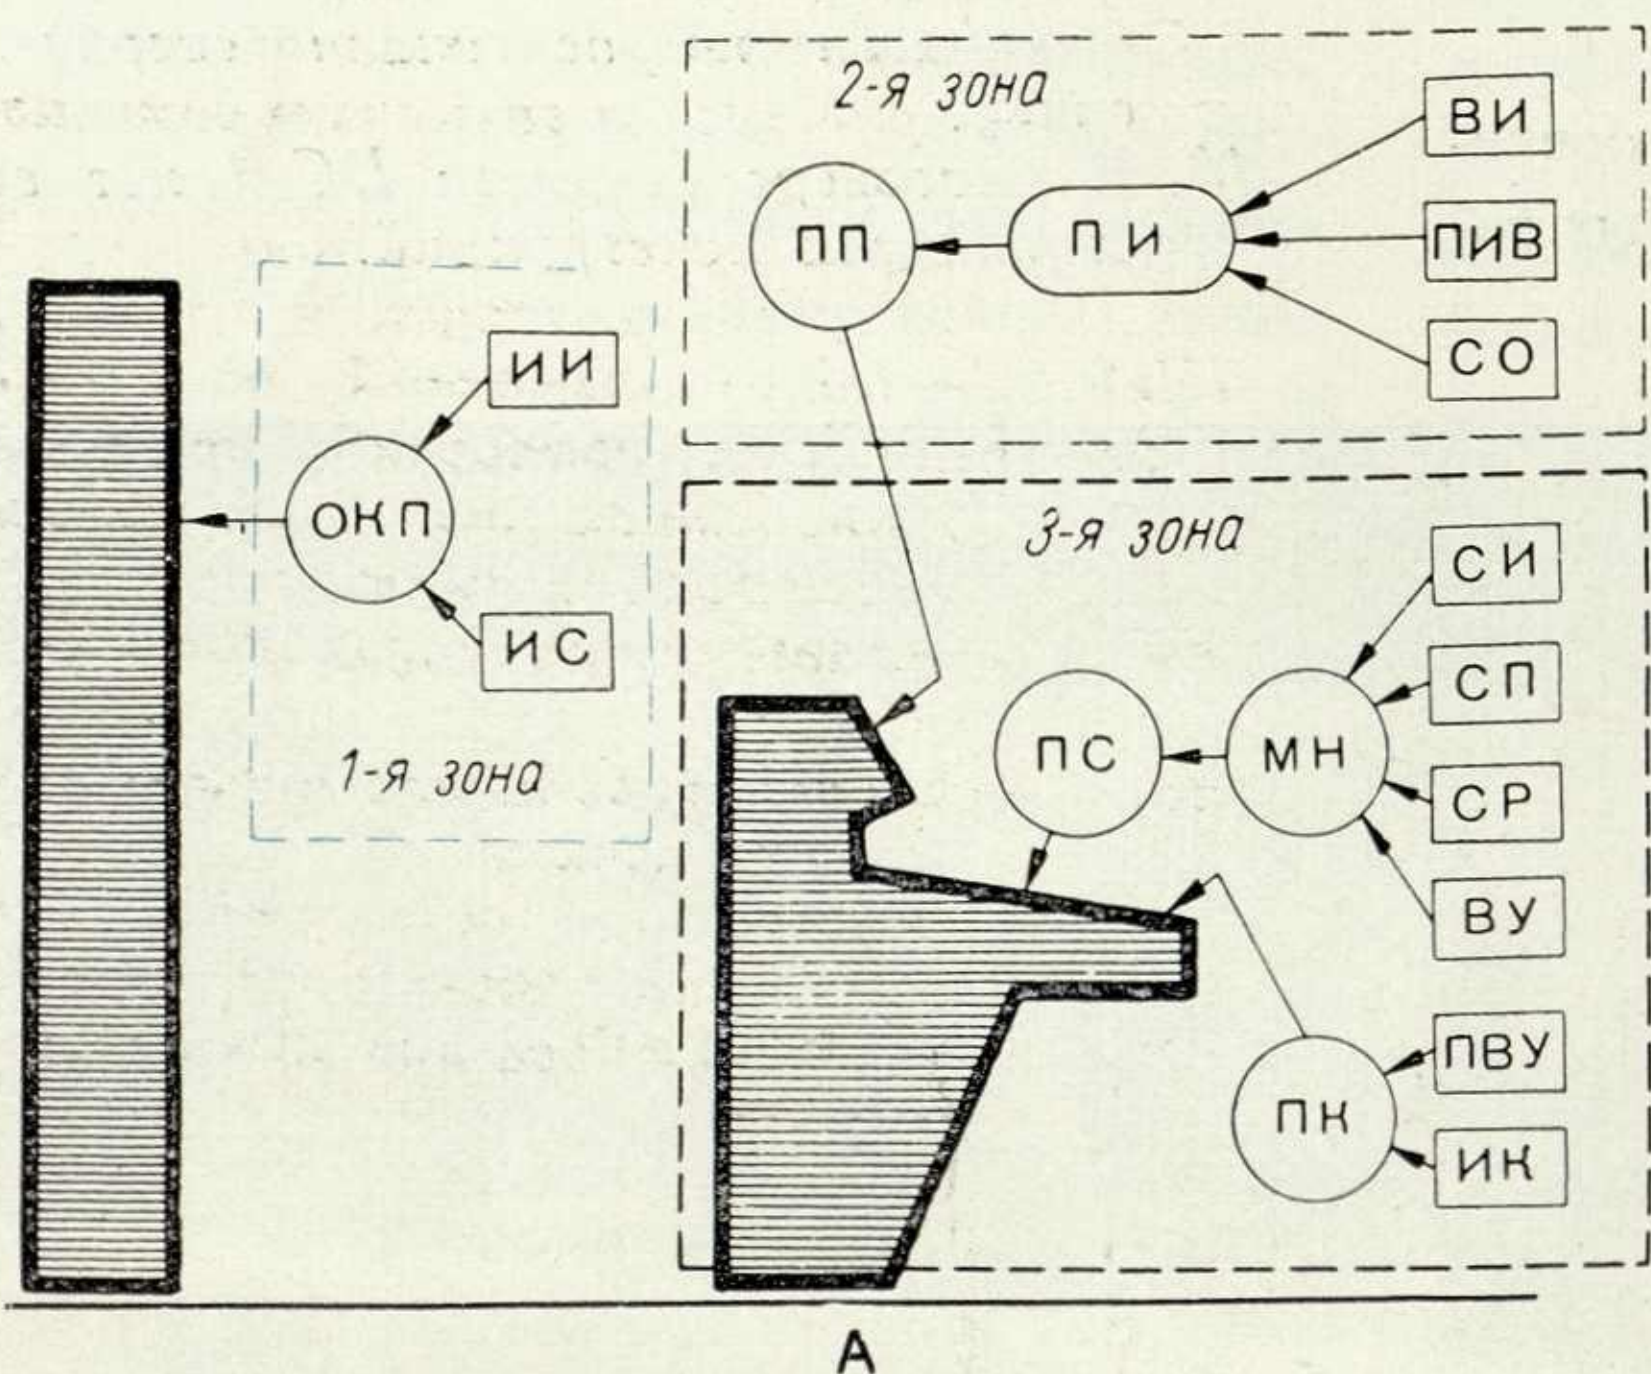 2-я зона
ВИ
ПП
ПИ
ПИВ
СО
ИИ
ОКП
ИС
1-я зона
3-я зона
СИ
СП
ПС
МН
СР
ВУ
ПВУ
ПК
ИК
А